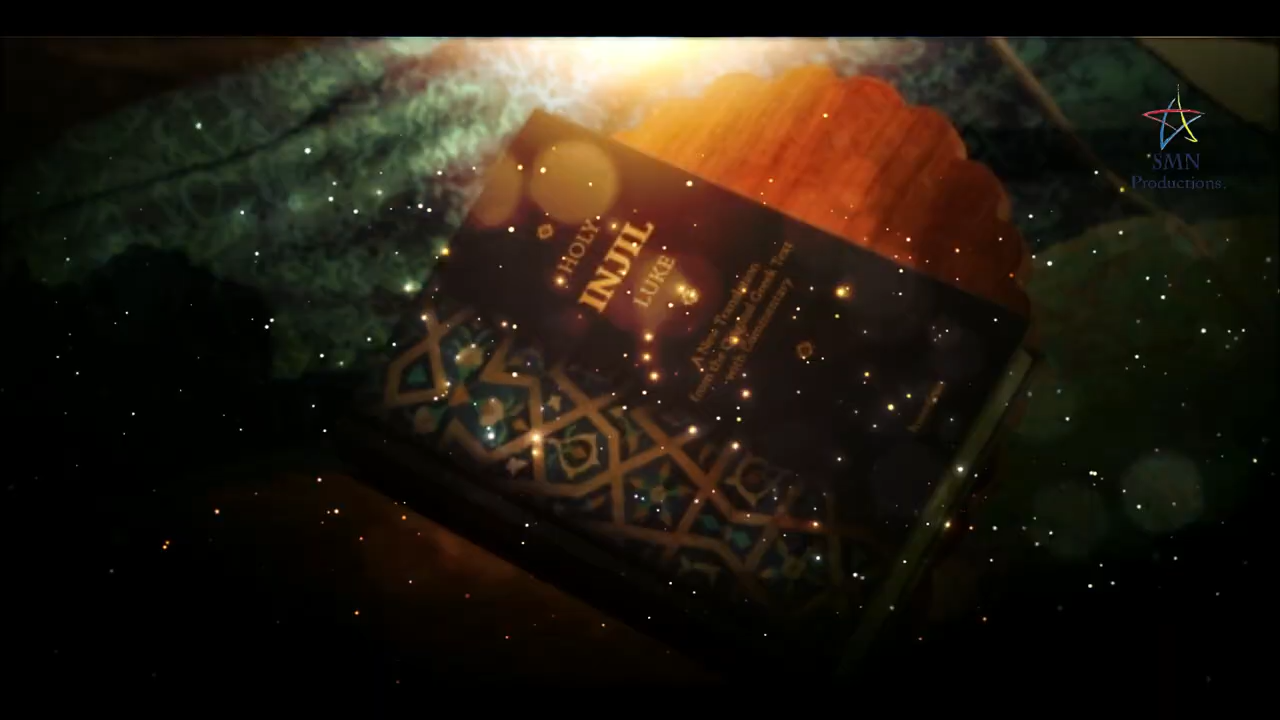 HOLY
INJIL
LUKE
A New Translation
from the Original Greek Text
with Commentary
SMN
Productions.